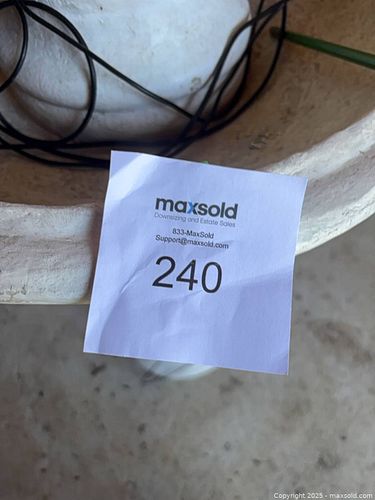 maxsold
Downsizing and Estate Sales
833-MaxSold
Support@maxsold.com
240
Copyright 2025 - maxsold.com